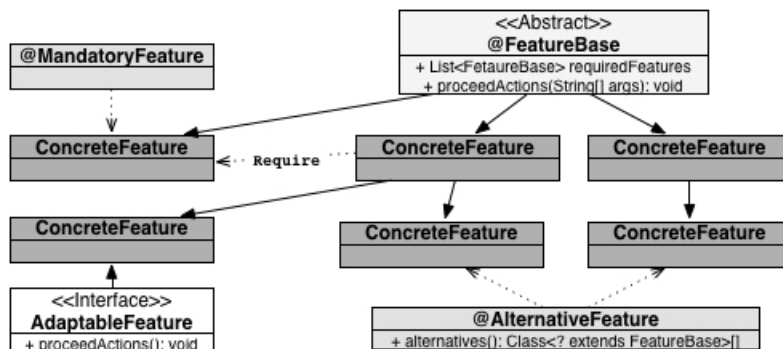 <<Abstract>>
@FeatureBase
+ List<FetaureBase> requiredFeatures
+ proceedActions(String[] args): void
@MandatoryFeature
ConcreteFeature
Require
ConcreteFeature
ConcreteFeature
ConcreteFeature
ConcreteFeature
ConcreteFeature
<<Interface>>
AdaptableFeature
+ proceedActions(): void
@AlternativeFeature
+ alternatives(): Class<? extends FeatureBase>[]